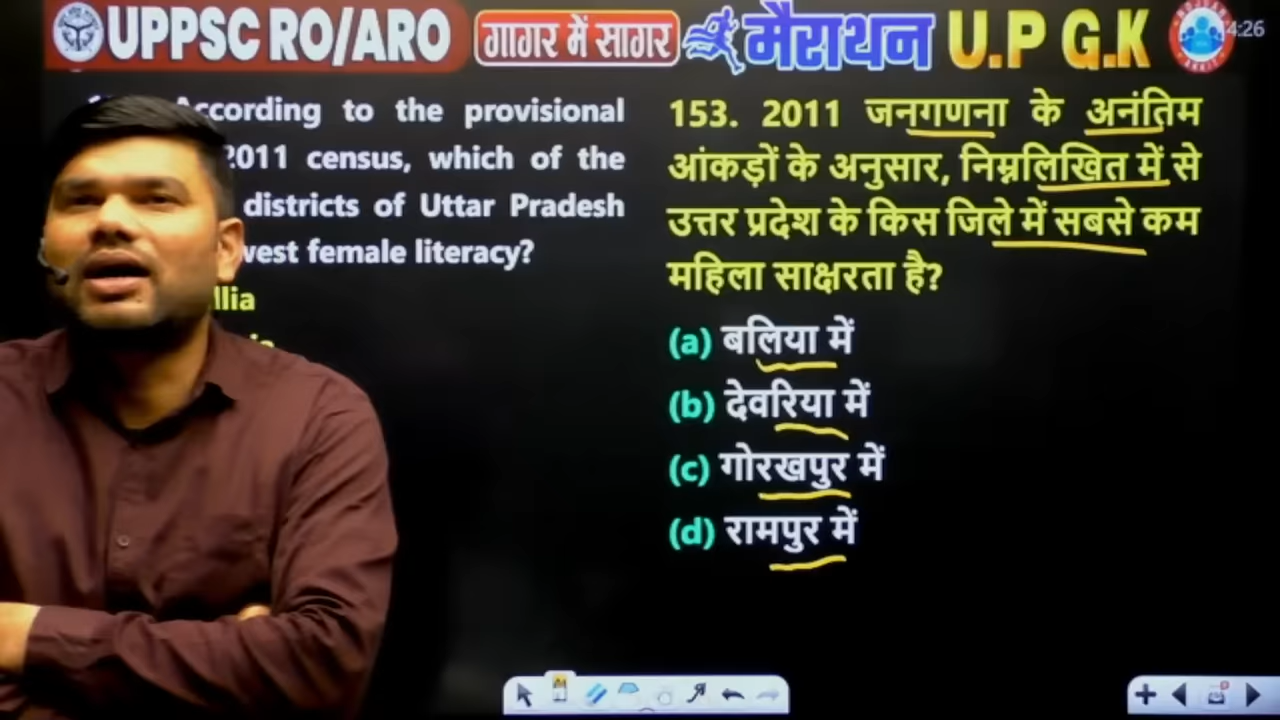 UPPSC RO/ARO गागर में सागर मैराथन U.P G.K
4:26
According to the provisional
2011 census, which of the
districts of Uttar Pradesh
female literacy?
153. 2011 जनगणना के अनंतिम
आंकड़ों के अनुसार, निम्नलिखित में से
उत्तर प्रदेश के किस जिले में सबसे कम
महिला साक्षरता है?
(a) बलिया में
(b) देवरिया में
(c) गोरखपुर में
(d) रामपुर में